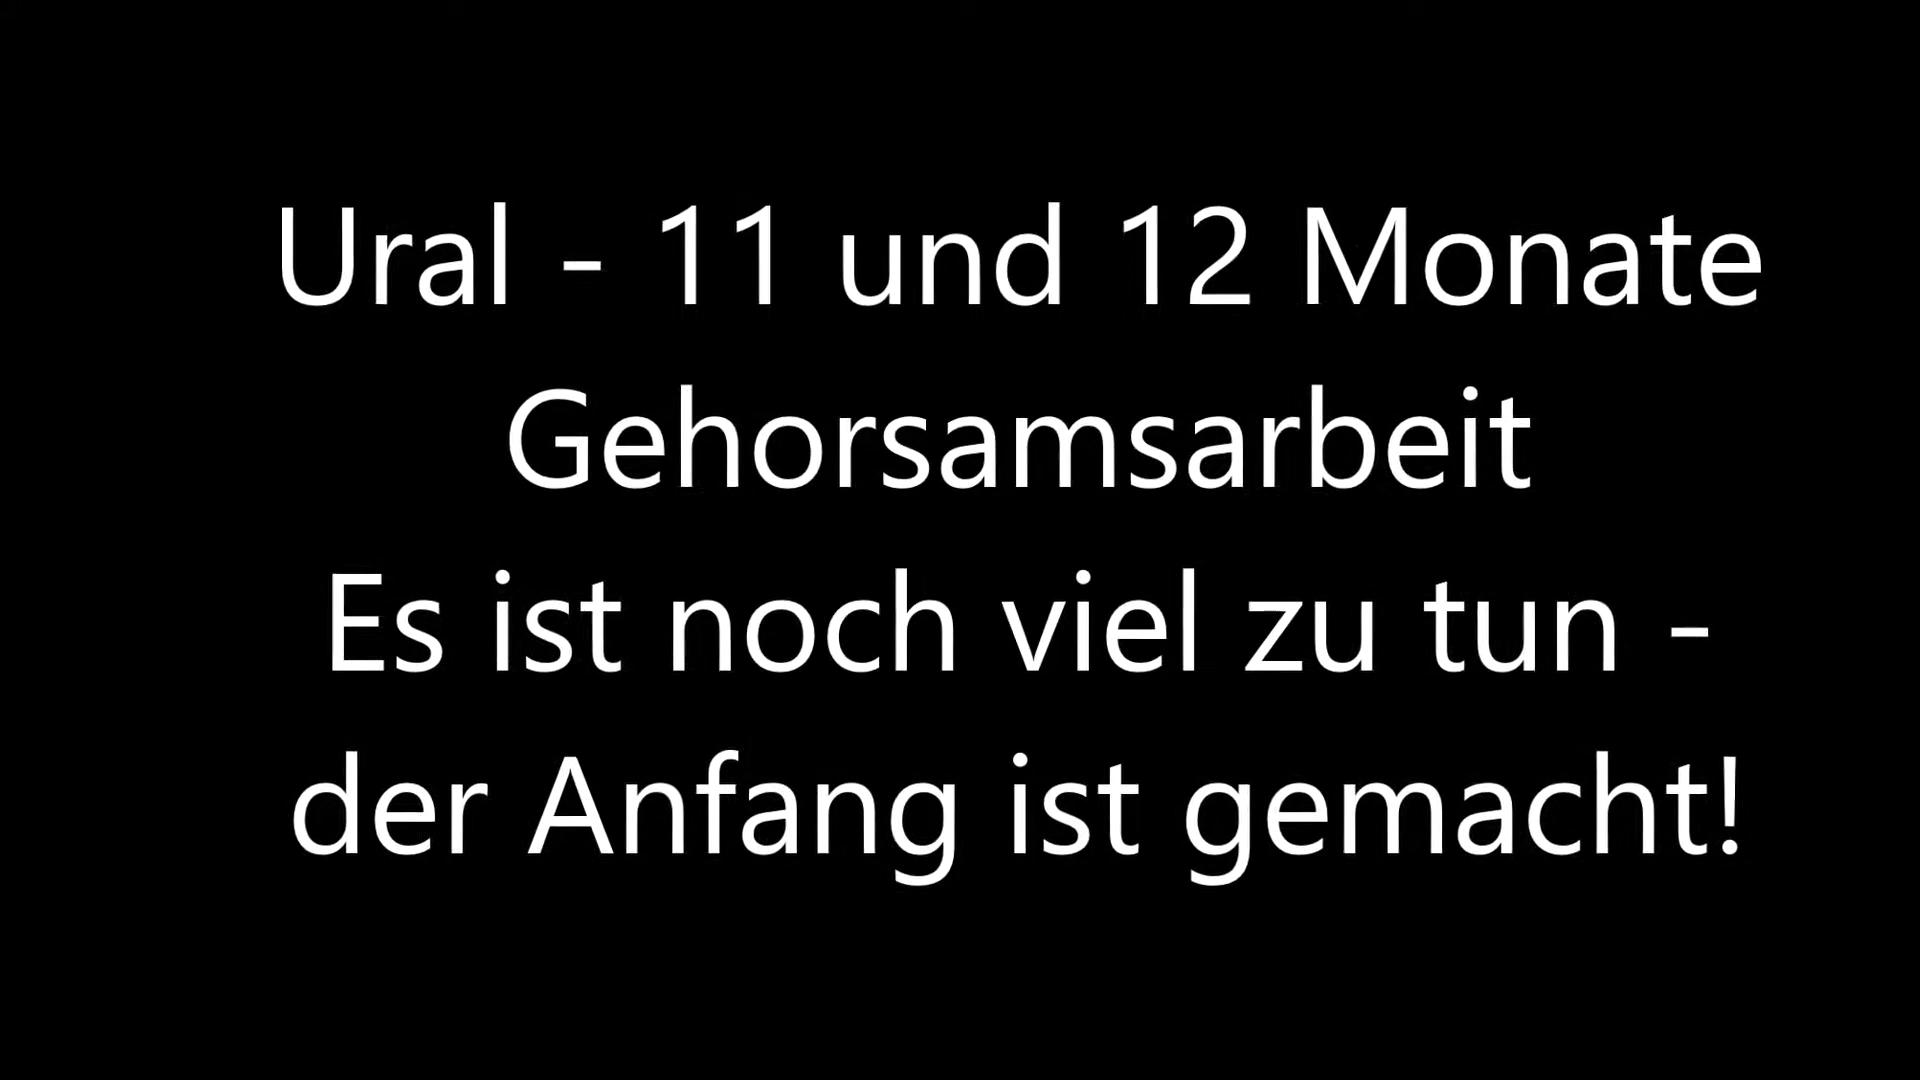 Ural - 11 und 12 Monate
Gehorsamsarbeit
Es ist noch viel zu tun -
der Anfang ist gemacht!